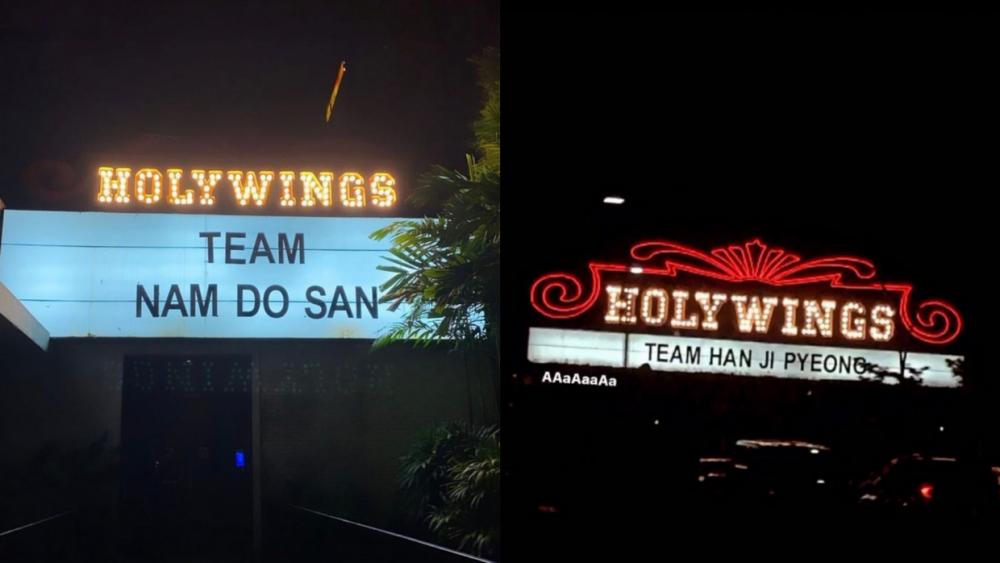 HOLYWINGS
TEAM
NAM DO SAN
HOLYWINGS
TEAM HAN JI PYEONG
AAaAaaAa